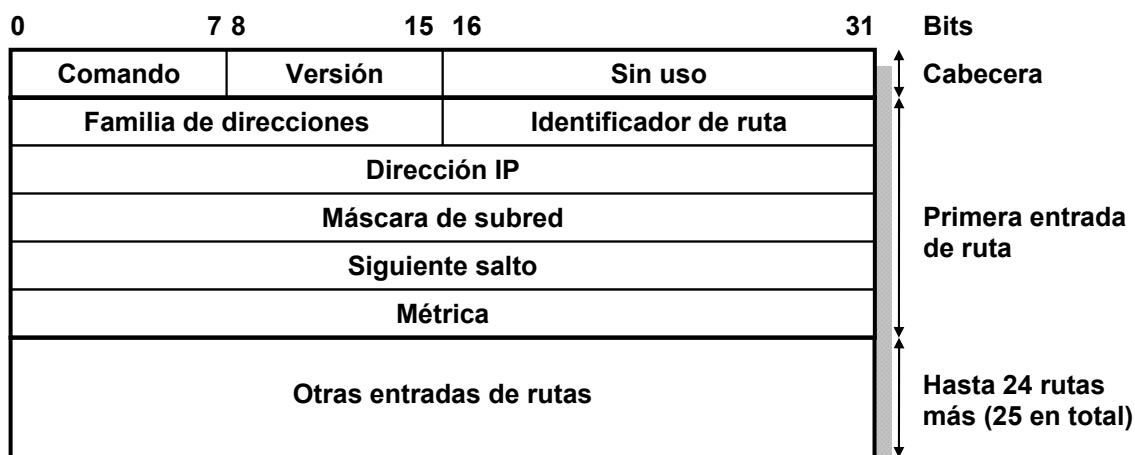 0 7 8 15 16 31 Bits
Comando Versión Sin uso Cabecera
Familia de direcciones Identificador de ruta
Dirección IP
Máscara de subred
Siguiente salto
Métrica
Primera entrada
de ruta
Otras entradas de rutas
Hasta 24 rutas
más (25 en total)